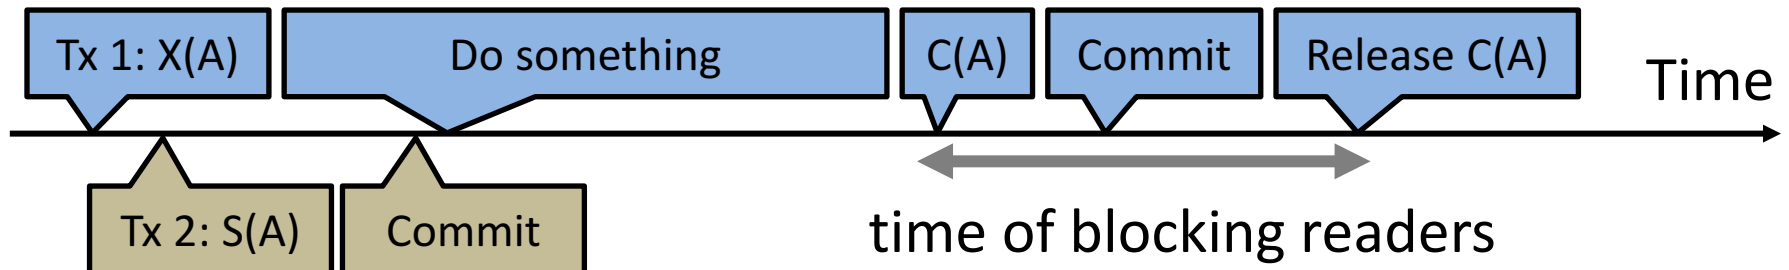 Tx 1: X(A)
Do something
C(A)
Commit
Release C(A)
Time
Tx 2: S(A)
Commit
time of blocking readers